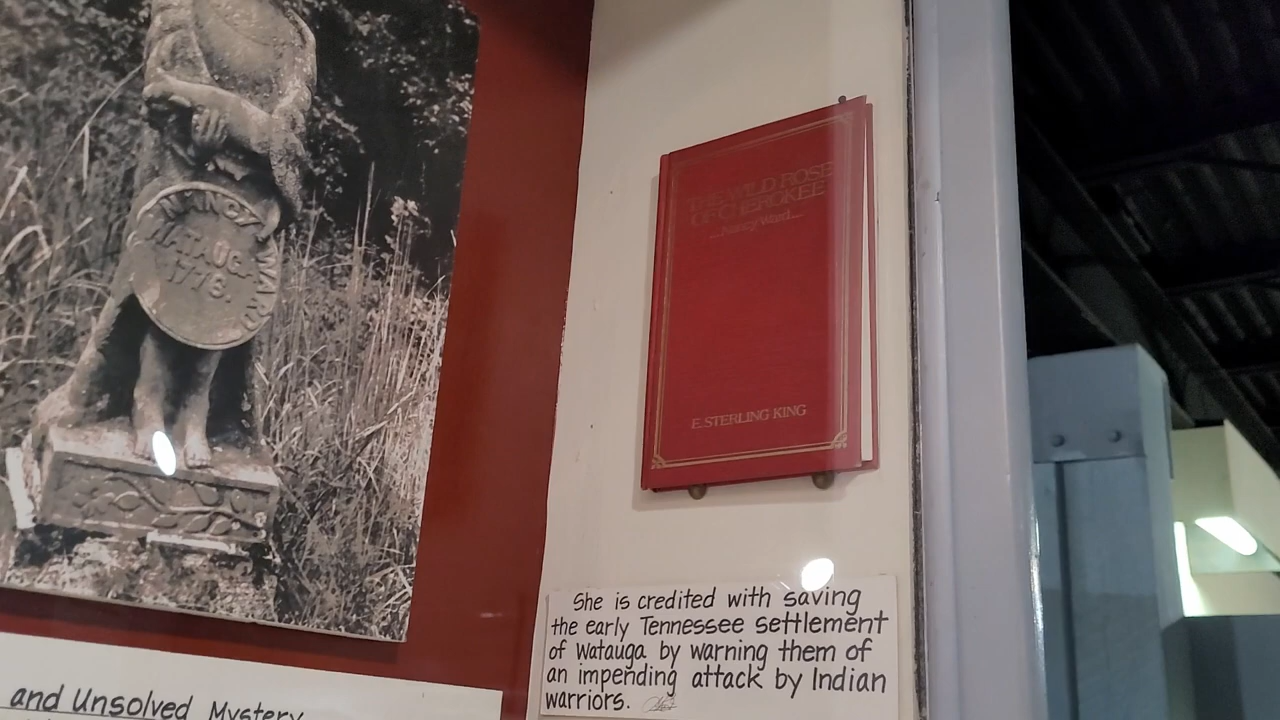 NANCY WARD
WATAUGA
1776.
THE WILD ROSE
OF CHEROKEE
...Nancy Ward...
E. STERLING KING
She is credited with saving
the early Tennessee settlement
of Watauga by warning them of
an impending attack by Indian
warriors.
and Unsolved Mystery